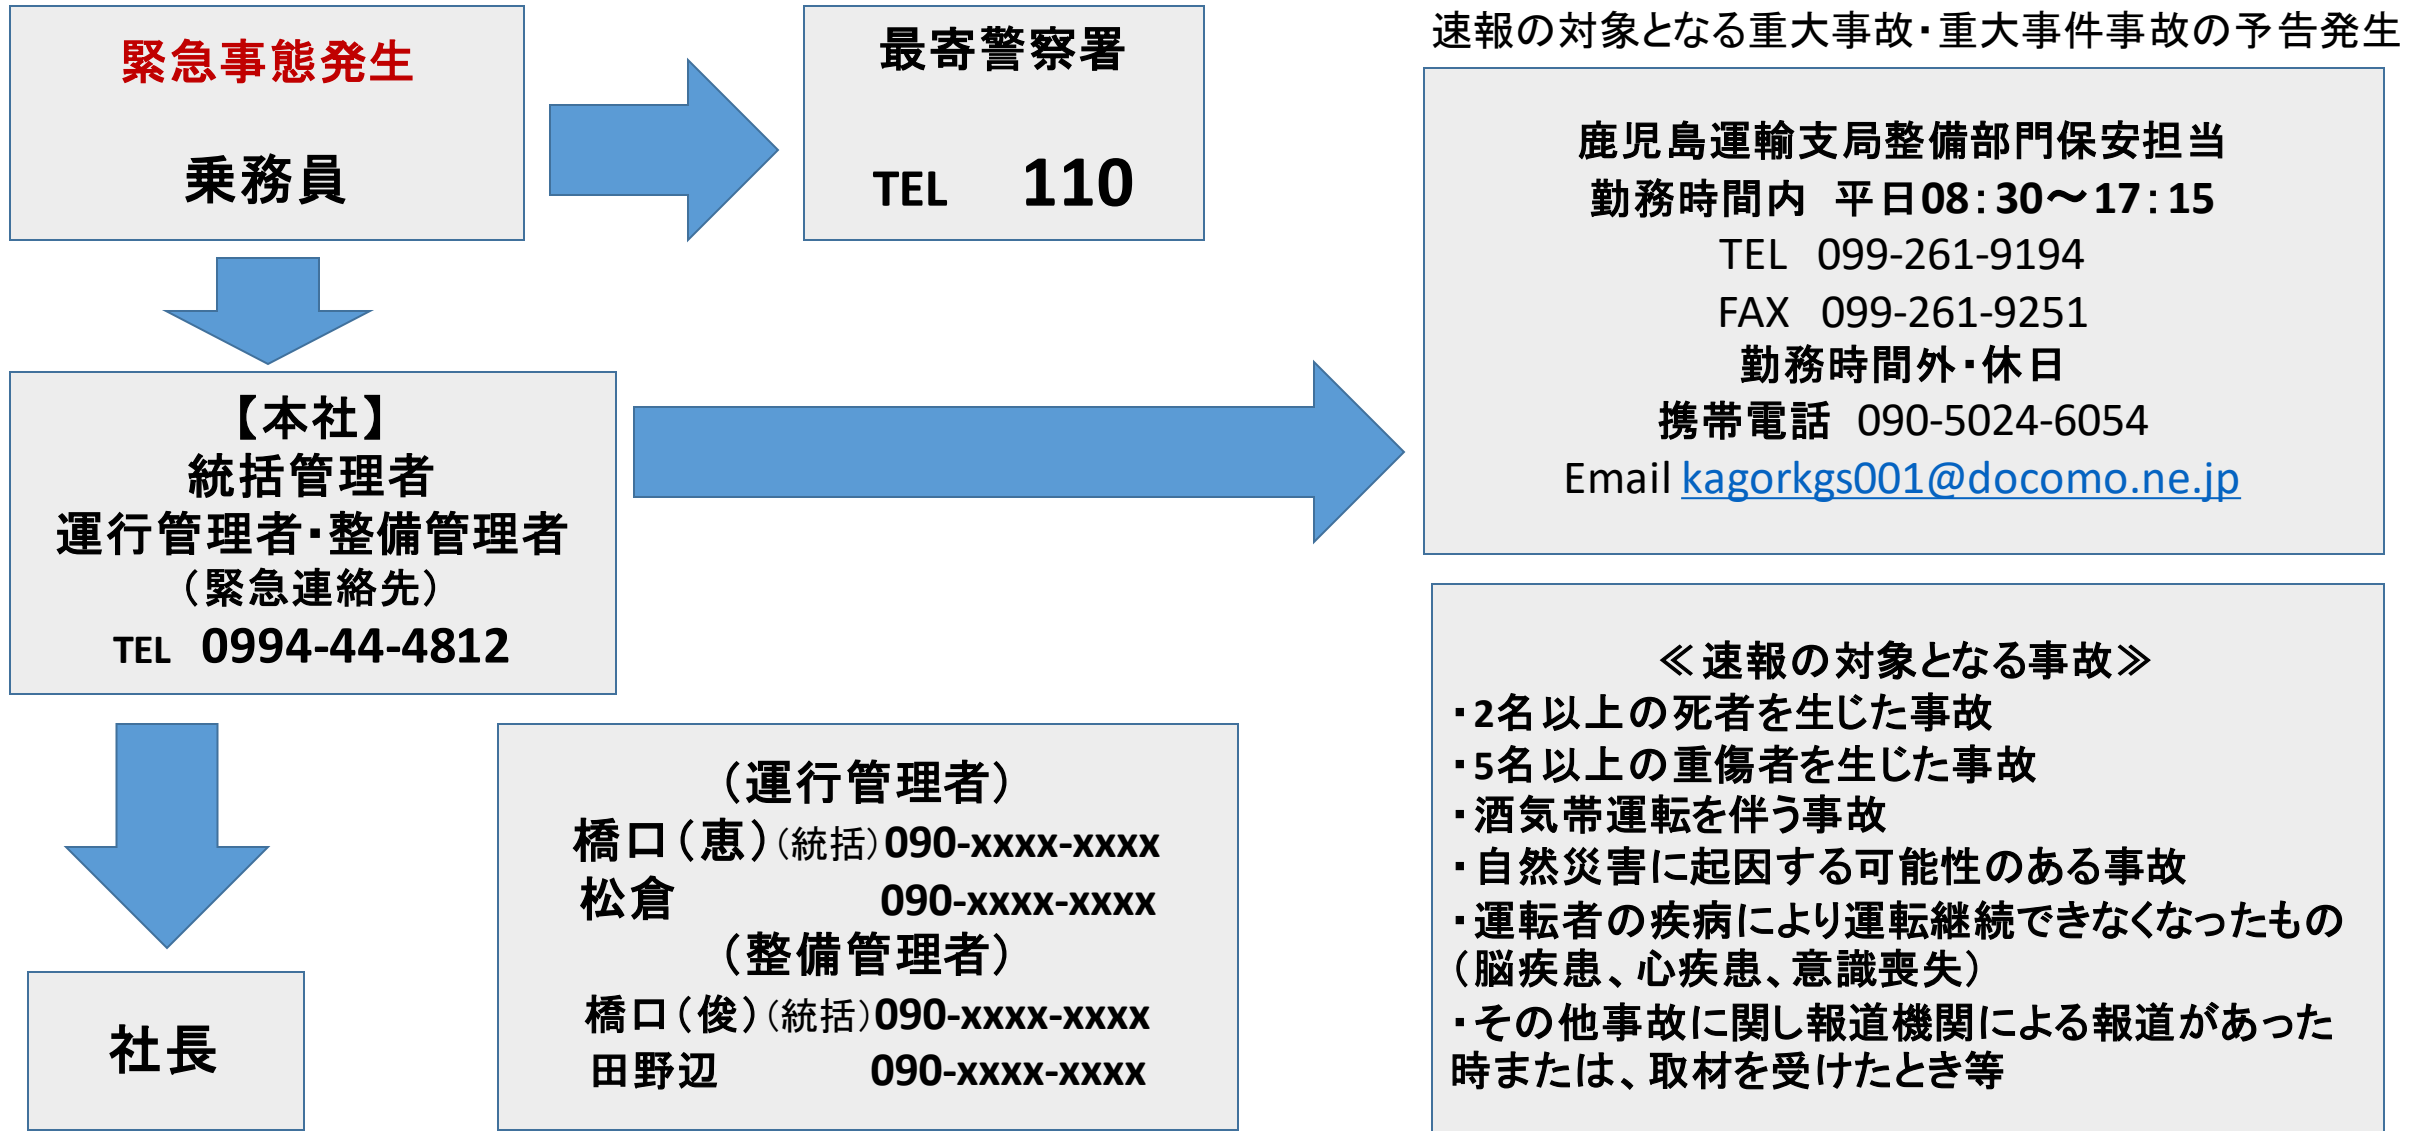 緊急事態発生
乗務員
最寄警察署
TEL 110
速報の対象となる重大事故・重大事件事故の予告発生
鹿児島運輸支局整備部門保安担当
勤務時間内 平日08:30～17:15
TEL 099-261-9194
FAX 099-261-9251
勤務時間外・休日
携帯電話 090-5024-6054
Email kagorkgs001@docomo.ne.jp
【本社】
統括管理者
運行管理者・整備管理者
（緊急連絡先）
TEL 0994-44-4812
社長
（運行管理者）
橋口（恵）（統括）090-xxxx-xxxx
松倉 090-xxxx-xxxx
（整備管理者）
橋口（俊）（統括）090-xxxx-xxxx
田野辺 090-xxxx-xxxx
≪速報の対象となる事故≫
・2名以上の死者を生じた事故
・5名以上の重傷者を生じた事故
・酒気帯運転を伴う事故
・自然災害に起因する可能性のある事故
・運転者の疾病により運転継続できなくなったもの
（脳疾患、心疾患、意識喪失）
・その他事故に関し報道機関による報道があった
時または、取材を受けたとき等